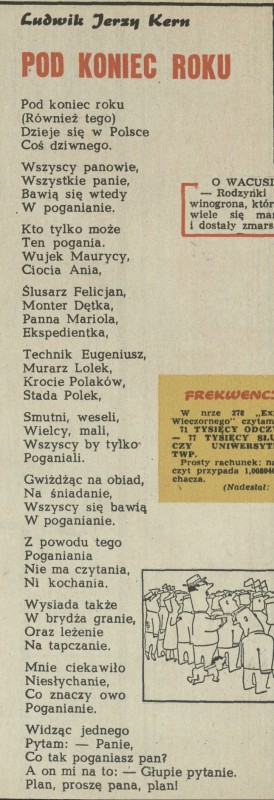 Ludwik Jerzy Kern
POD KONIEC ROKU
Pod koniec roku
(Również tego)
Dzieje się w Polsce
Coś dziwnego.
Wszyscy panowie,
Wszystkie panie,
Bawią się wtedy
W poganianie.
Kto tylko może
Ten pogania.
Wujek Maurycy,
Ciocia Ania,
Ślusarz Felicjan,
Monter Dętka,
Panna Mariola,
Ekspedientka,
Technik Eugeniusz,
Murarz Lolek,
Krocie Polaków,
Stada Polek,
Smutni, weseli,
Wielcy, mali,
Wszyscy by tylko
Poganiali.
Gwiżdżąc na obiad,
Na śniadanie,
Wszyscy się bawią
W poganianie.
Z powodu tego
Poganiania
Nie ma czytania,
Ni kochania.
Wysiada także
W brydża granie,
Oraz leżenie
Na tapczanie.
Mnie ciekawiło
Niesłychanie,
Co znaczy owo
Poganianie.
Widząc jednego
Pytam: — Panie,
Co tak poganiasz pan?
A on mi na to: — Głupie pytanie.
Plan, proszę pana, plan!
O WACUSI
— Rodzynki
winogrona, któr
wiele się mar
i dostały zmars
FREKWENC
W nrze 278 „Ex
Wieczornego" czytam
71 TYSIĘCY ODCZ
— 77 TYSIĘCY SŁU
CZY UNIWERSYT
TWP.
Prosty rachunek: na
czyt przypada 1,00804
chacza.
(Nadesłał: